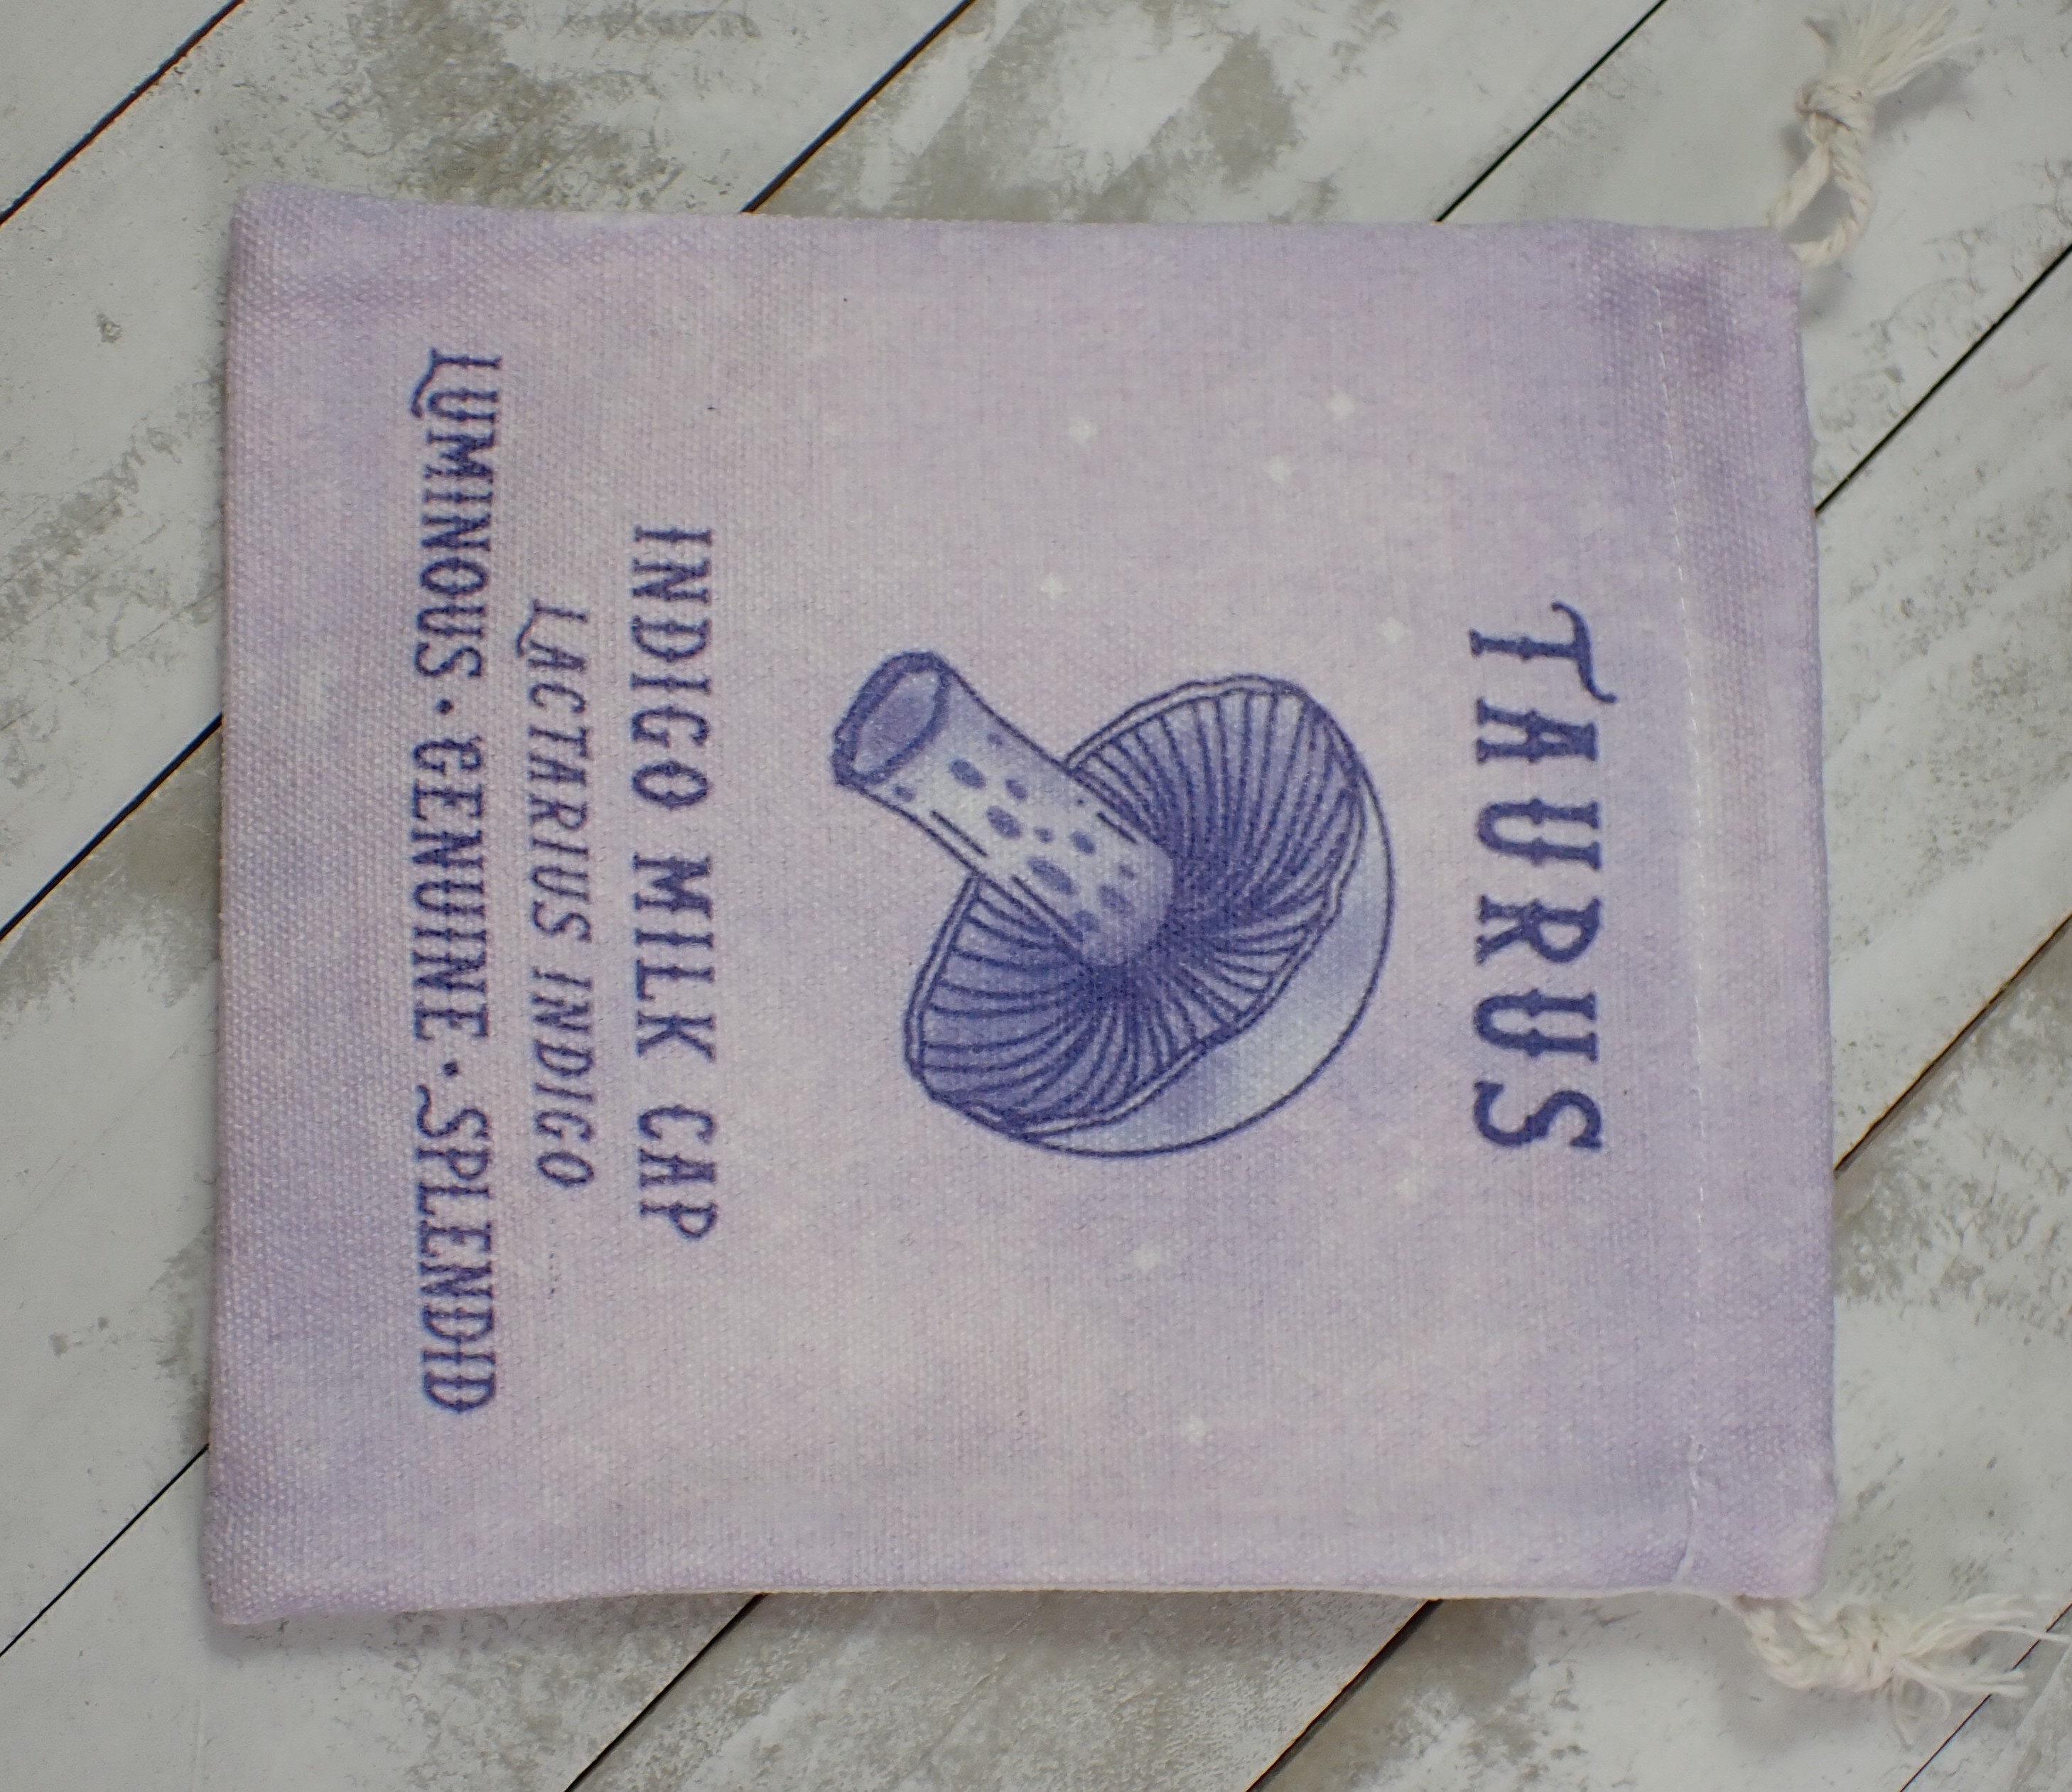 TAURUS
INDIGO MILK CAP
LACTARIUS INDIGO
LUMINOUS • GENUINE • SPLENDID